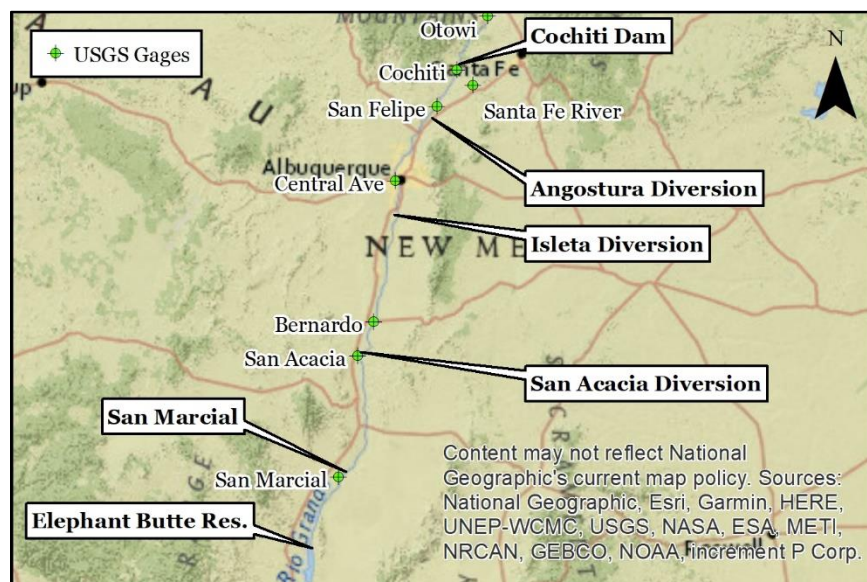 MOUNTAINS
Otowi
USGS Gages
Cochiti Dam
N
Cochiti
Santa Fe
up
A
A
U
San Felipe
Santa Fe River
Albuquerque
Central Ave
Angostura Diversion
NEW ME
Isleta Diversion
Bernardo
San Acacia
San Acacia Diversion
San Marcial
Content may not reflect National
Geographic's current map policy. Sources:
National Geographic, Esri, Garmin, HERE,
UNEP-WCMC, USGS, NASA, ESA, METI,
NRCAN, GEBCO, NOAA, increment P Corp.
San Marcial
Elephant Butte Res.
Rio Grand